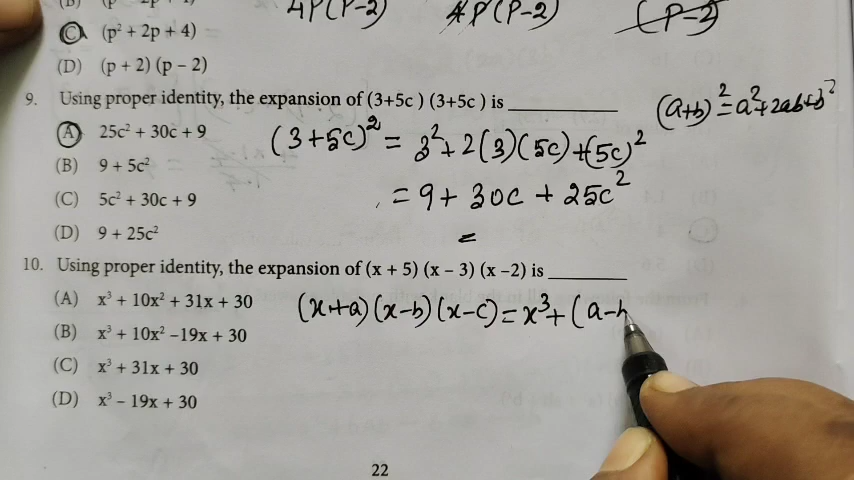 4P(P-2) 4P(P-2) (P-2)
Ⓒ (p² + 2p + 4)
(D) (p + 2) (p – 2)
9. Using proper identity, the expansion of (3+5c ) (3+5c ) is ___________ (a+b)² = a²+2ab+b²
Ⓐ 25c² + 30c + 9 (3+5c)² = 3²+2(3)(5c)+(5c)²
(B) 9 + 5c²
= 9 + 30c + 25c²
(C) 5c² + 30c + 9
(D) 9 + 25c²
10. Using proper identity, the expansion of (x + 5) (x – 3) (x –2) is ________
(A) x³ + 10x² + 31x + 30 (x+a)(x-b)(x-c) = x³+(a-b
(B) x³ + 10x² –19x + 30
(C) x³ + 31x + 30
(D) x³ – 19x + 30
22